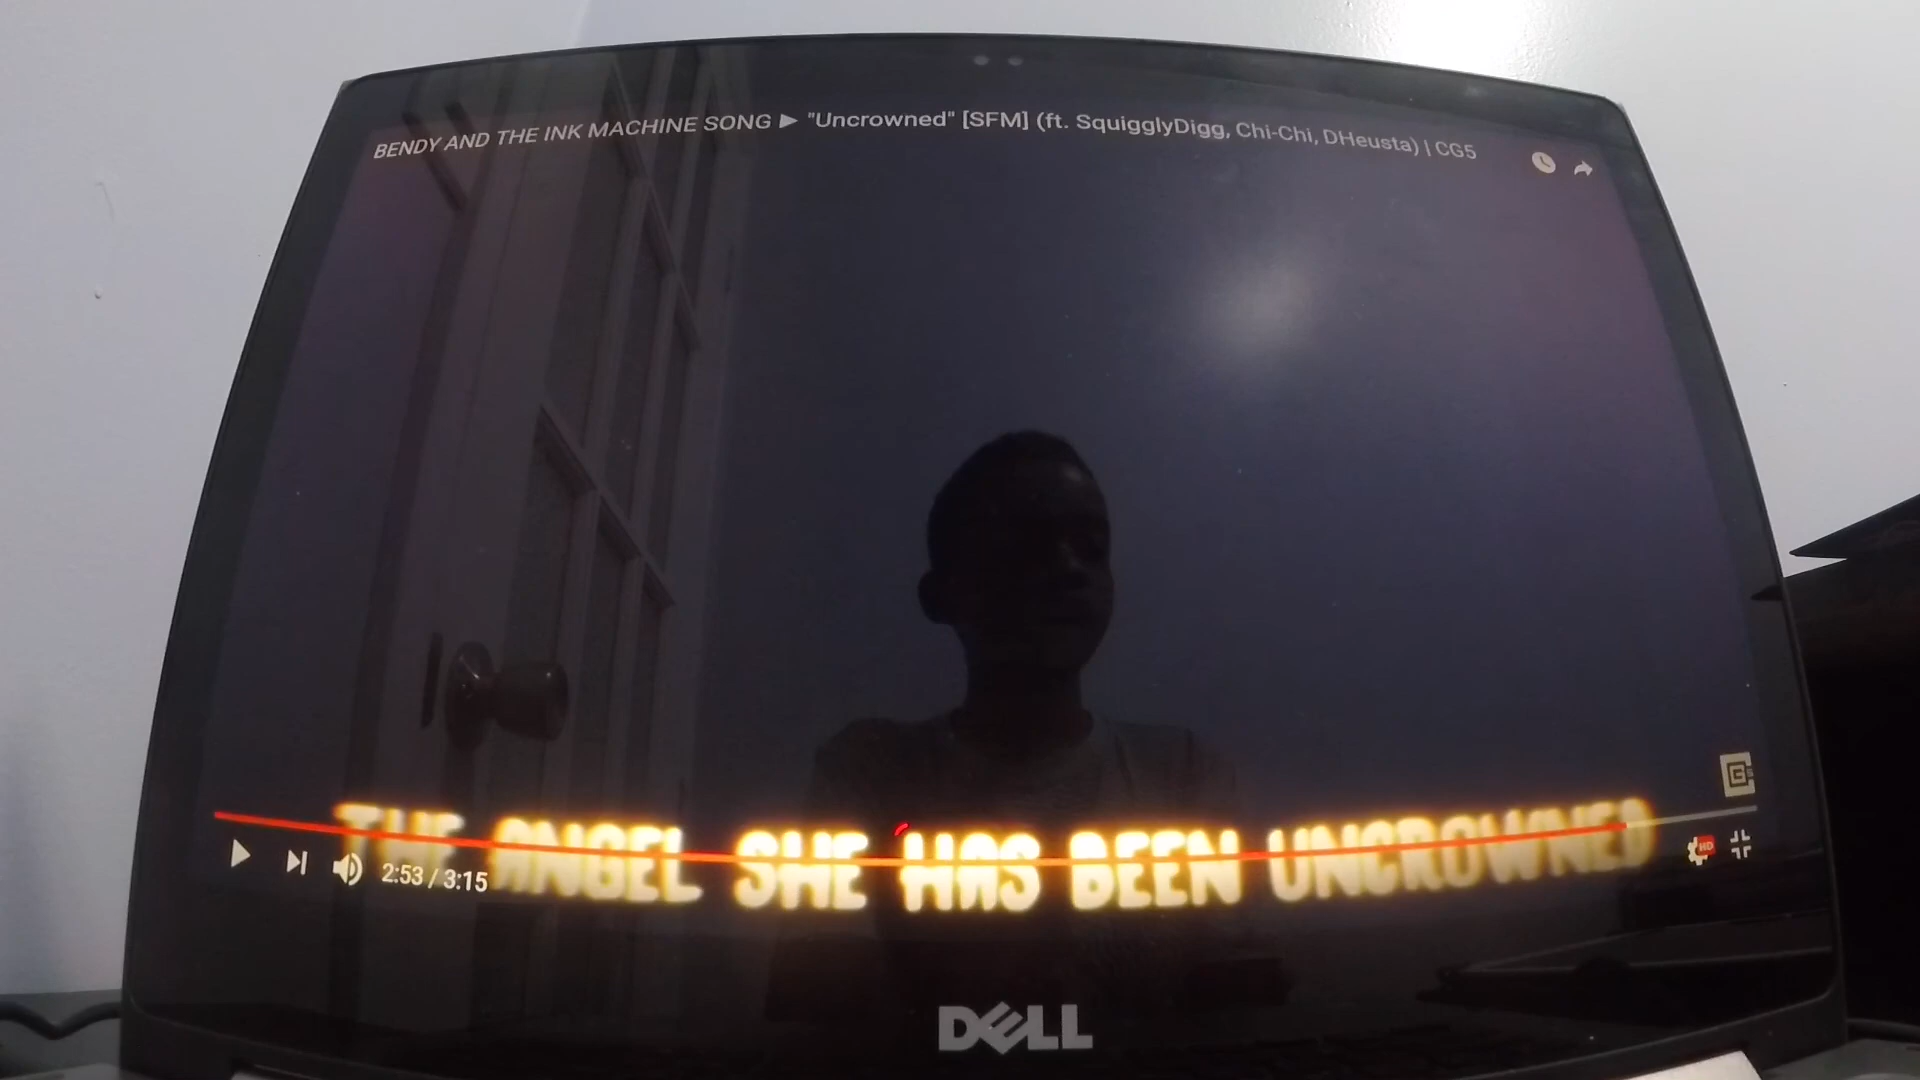 BENDY AND THE INK MACHINE SONG ► "Uncrowned" [SFM] (ft. SquigglyDigg, Chi-Chi, DHeusta) | CG5
THE ANGEL SHE HAS BEEN UNCROWNED
2:53 / 3:15
HD
DELL